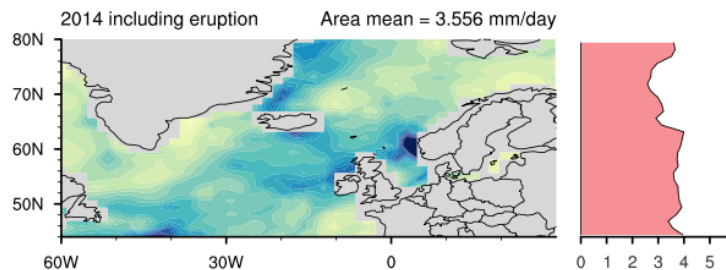 2014 including eruption Area mean = 3.556 mm/day
80N
70N
60N
50N
60W 30W 0 0 1 2 3 4 5